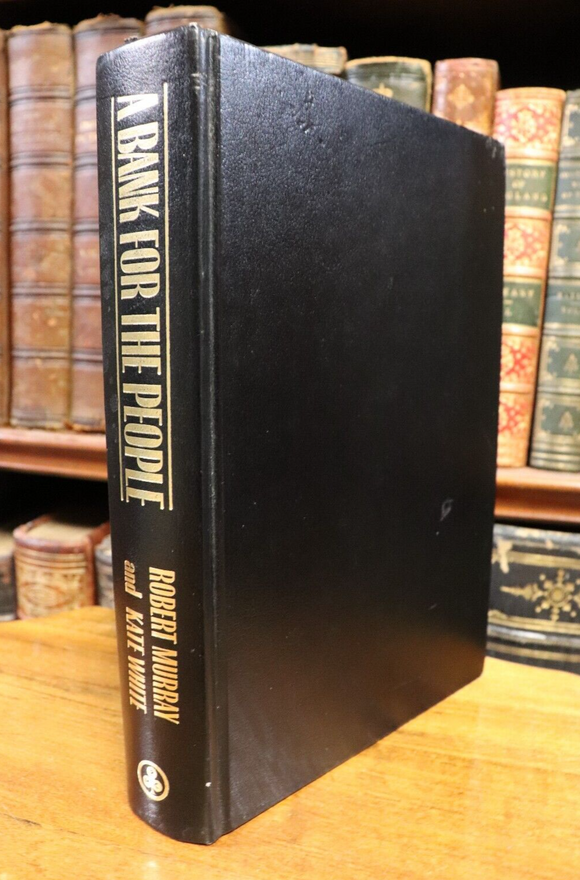 A BANK FOR THE PEOPLE
ROBERT MURRAY
and KATE WHITE